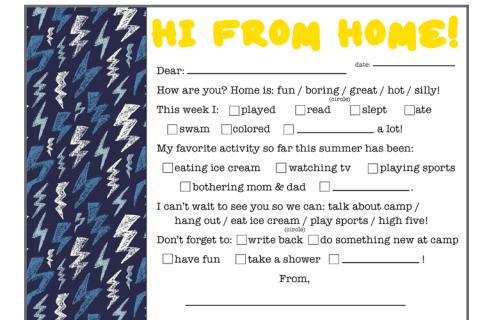 HI FROM HOME!
Dear: date:
How are you? Home is: fun / boring / great / hot / silly!
(circle)
This week I: played read slept ate
swam colored a lot!
My favorite activity so far this summer has been:
eating ice cream watching tv playing sports
bothering mom & dad .
I can't wait to see you so we can: talk about camp /
hang out / eat ice cream / play sports / high five!
(circle)
Don't forget to: write back do something new at camp
have fun take a shower !
From,